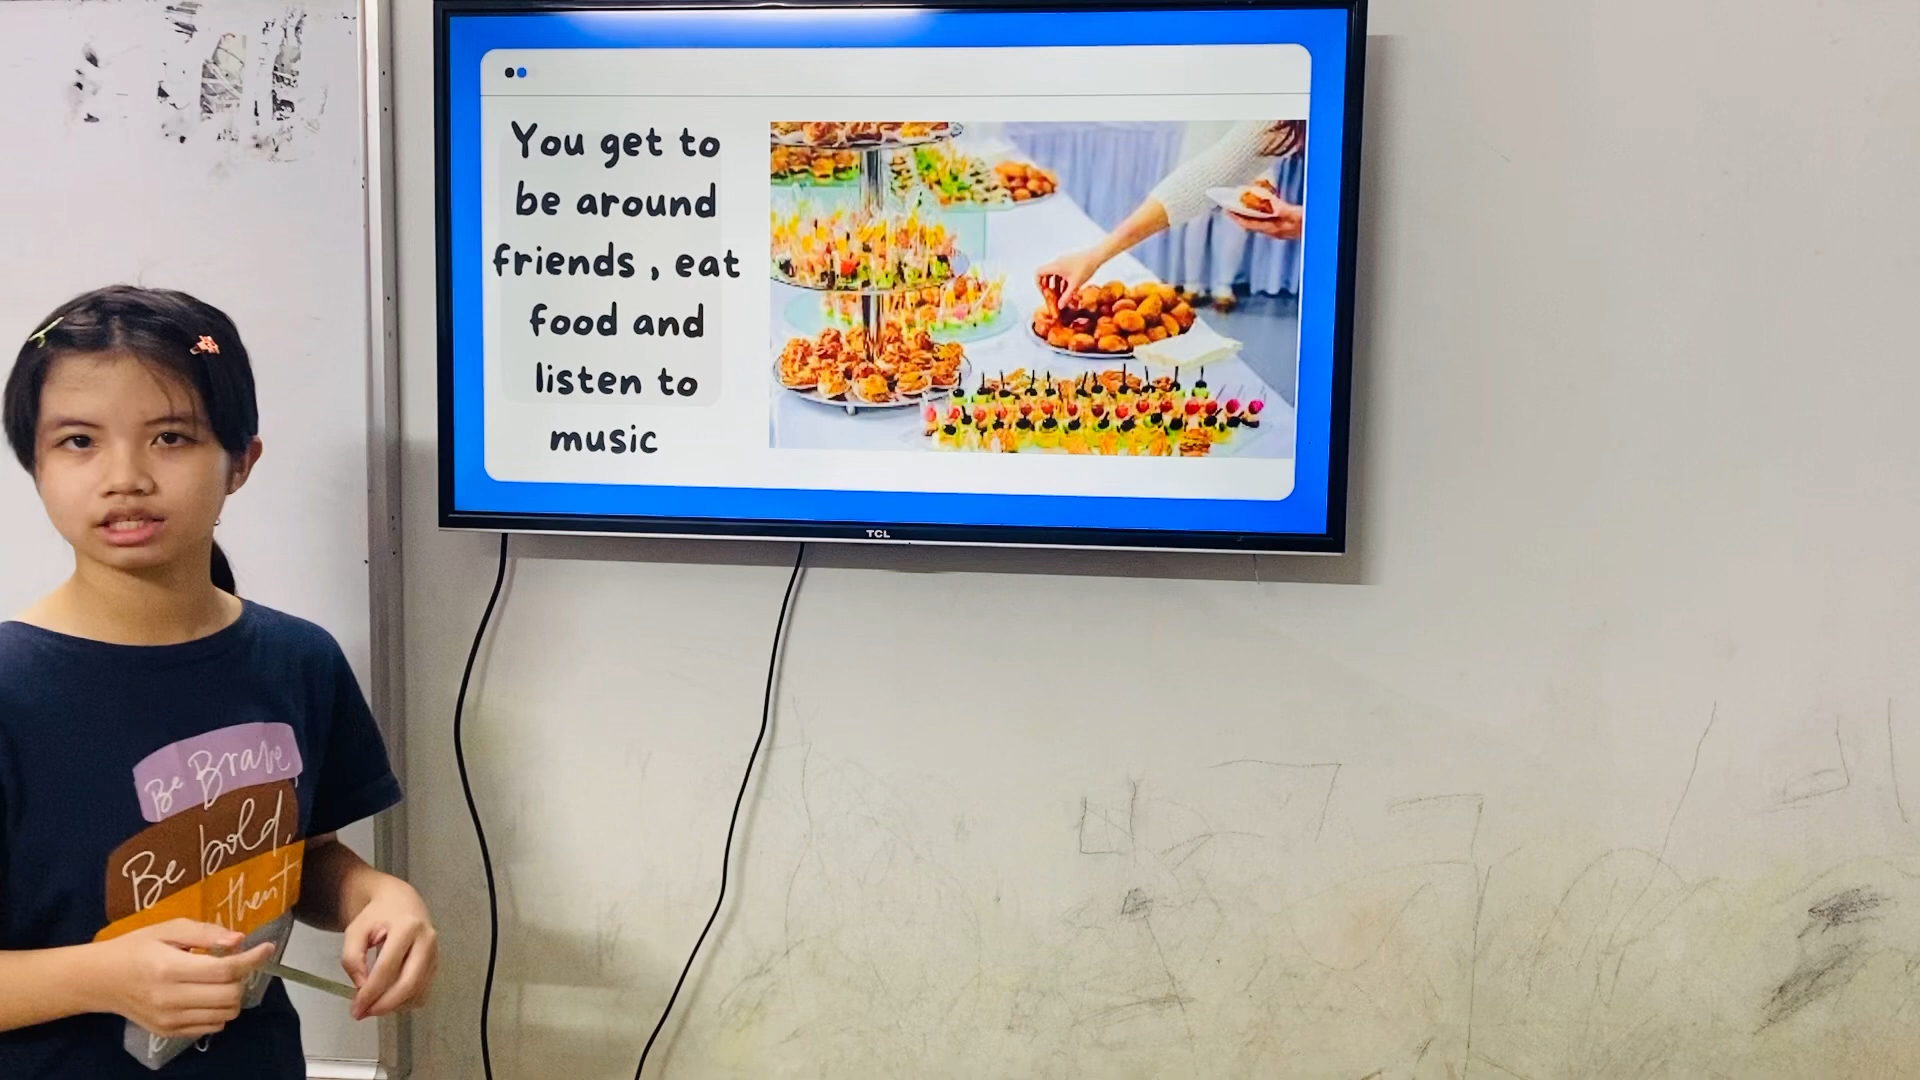 You get to
be around
friends , eat
food and
listen to
music
TCL
Be Brave,
Be bold,